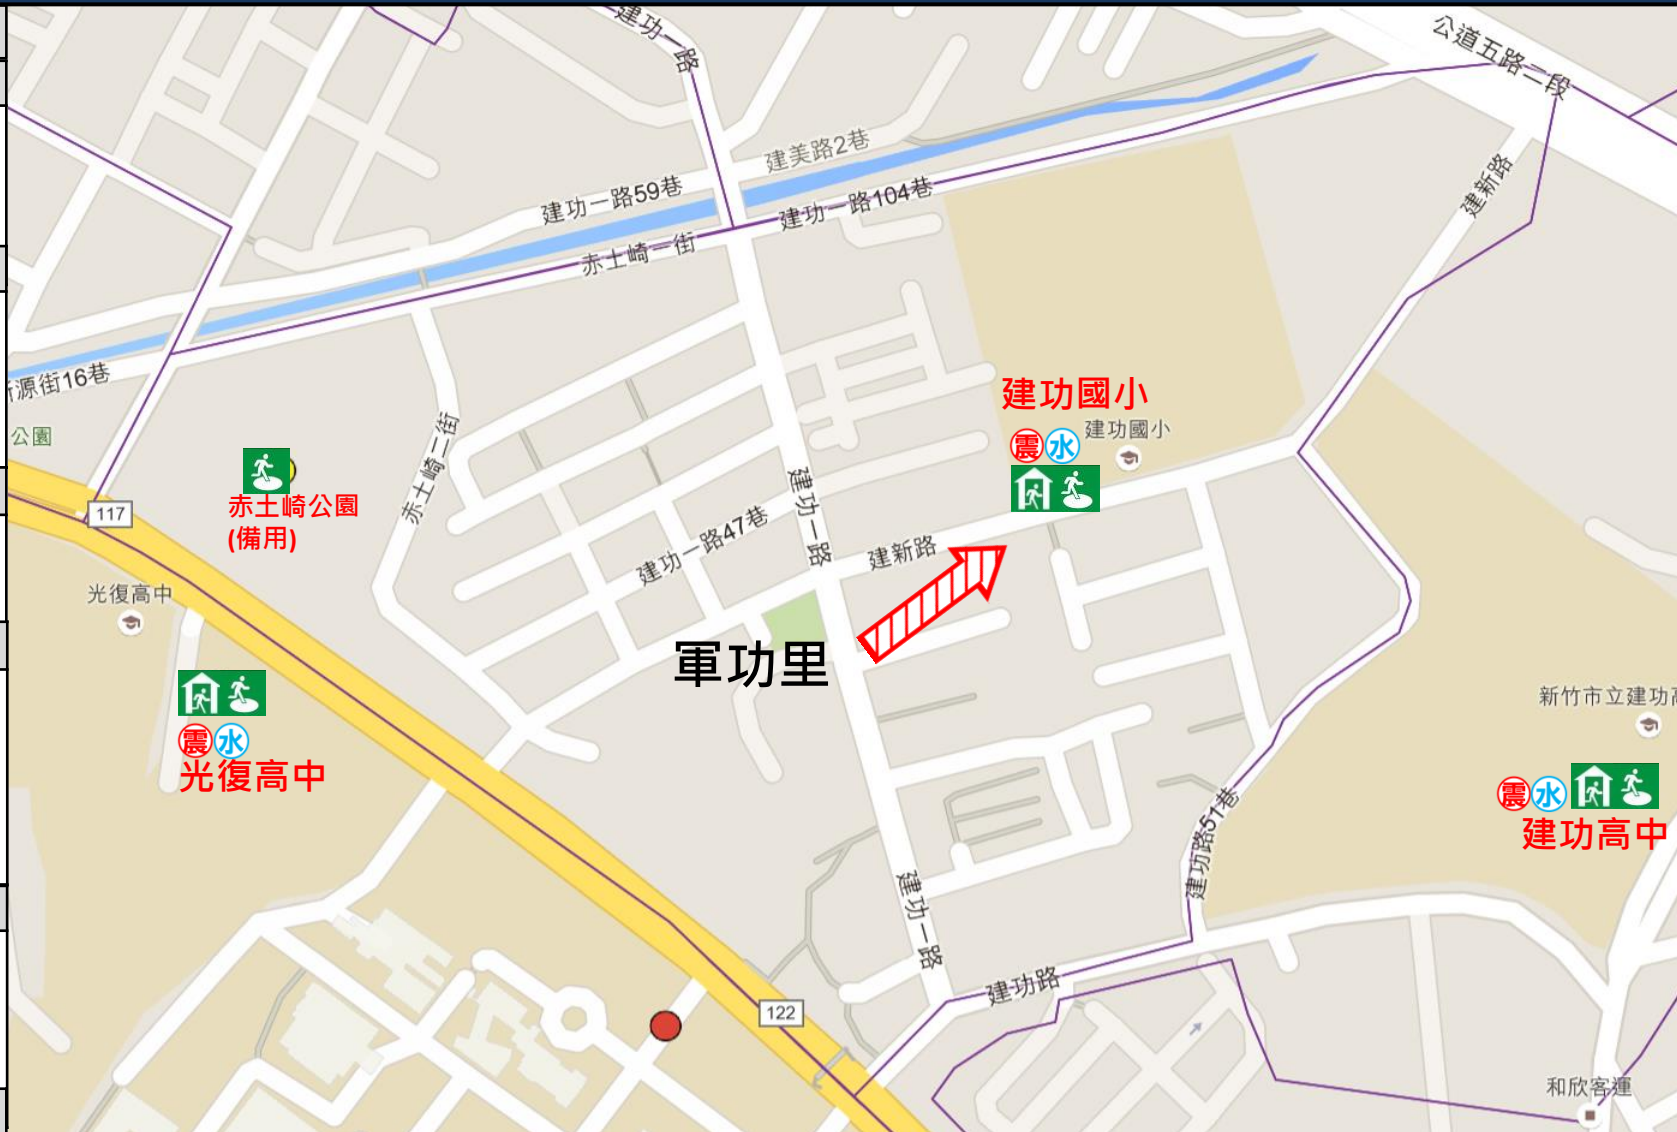 建功一路
公道五路二段
建美路2巷
建新路
建功一路59巷
建功一路104巷
赤土崎一街
源街16巷
公園
建功國小
震 水
建功國小
赤土崎二街
建功一路
117
赤土崎公園
(備用)
建功一路47巷
建新路
光復高中
軍功里
震 水
光復高中
新竹市立建功高
震 水
建功高中
建功路51巷
建功一路
建功路
122
和欣客運